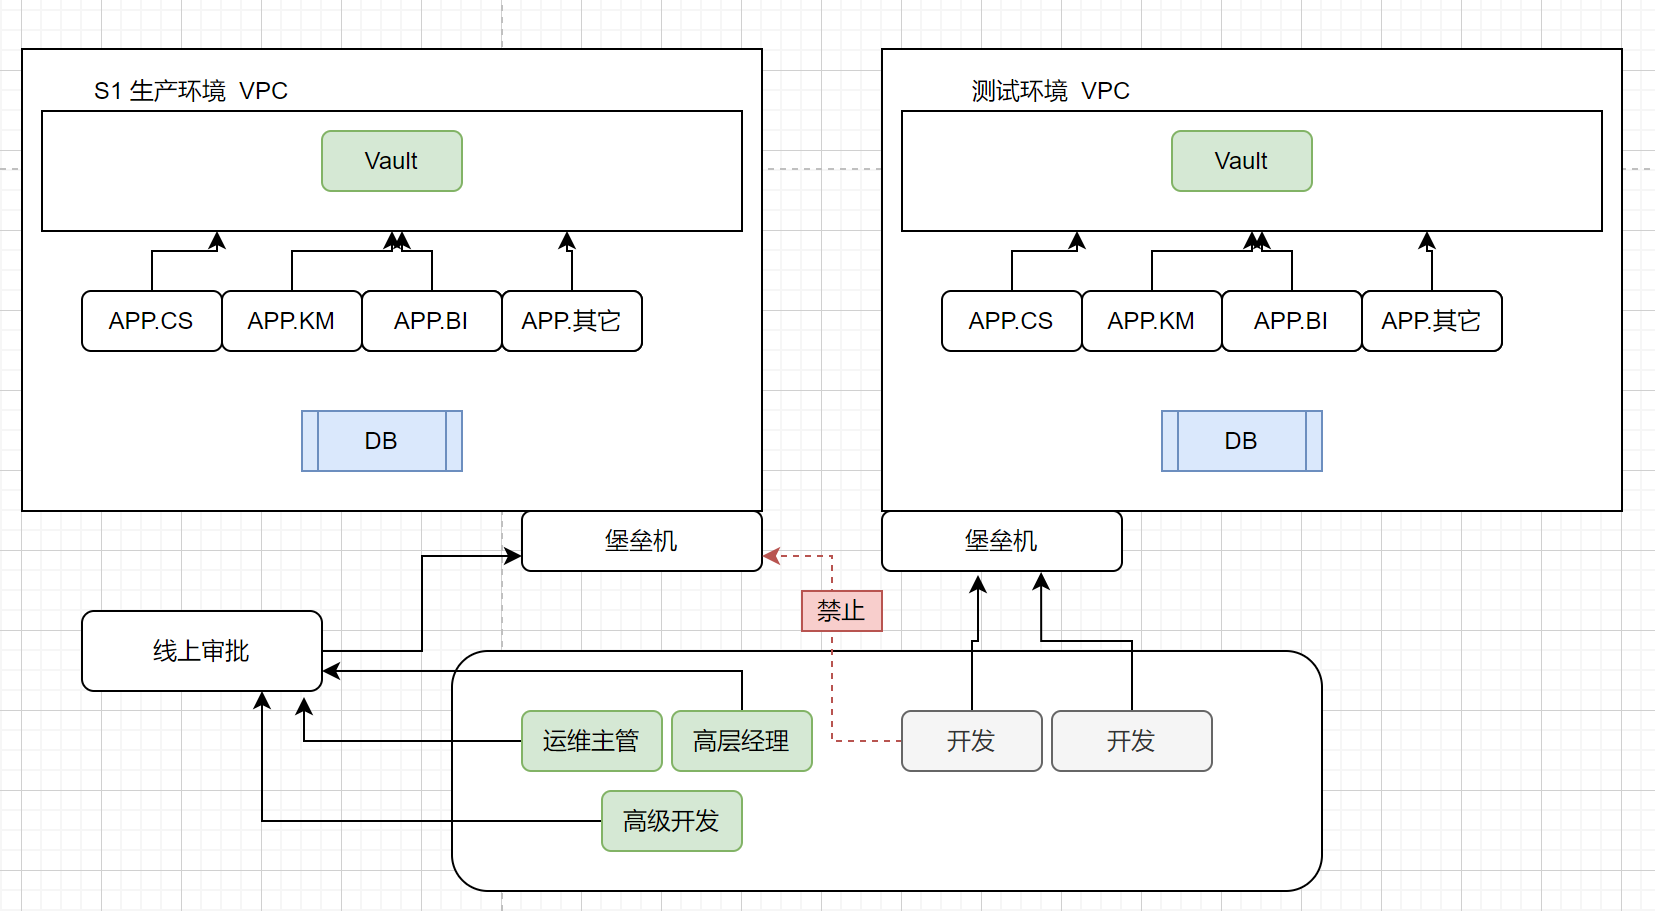 S1 生产环境 VPC
Vault
APP.CS
APP.KM
APP.BI
APP.其它
DB
堡垒机
测试环境 VPC
Vault
APP.CS
APP.KM
APP.BI
APP.其它
DB
堡垒机
禁止
线上审批
运维主管
高层经理
开发
开发
高级开发